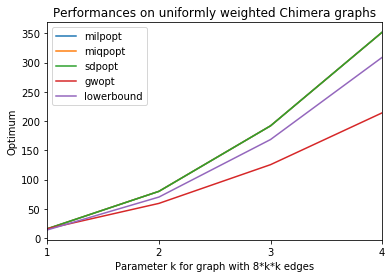 Performances on uniformly weighted Chimera graphs
milpopt
miqpopt
sdpopt
gwopt
lowerbound
350
300
250
200
150
100
50
0
Optimum
1 2 3 4
Parameter k for graph with 8*k*k edges